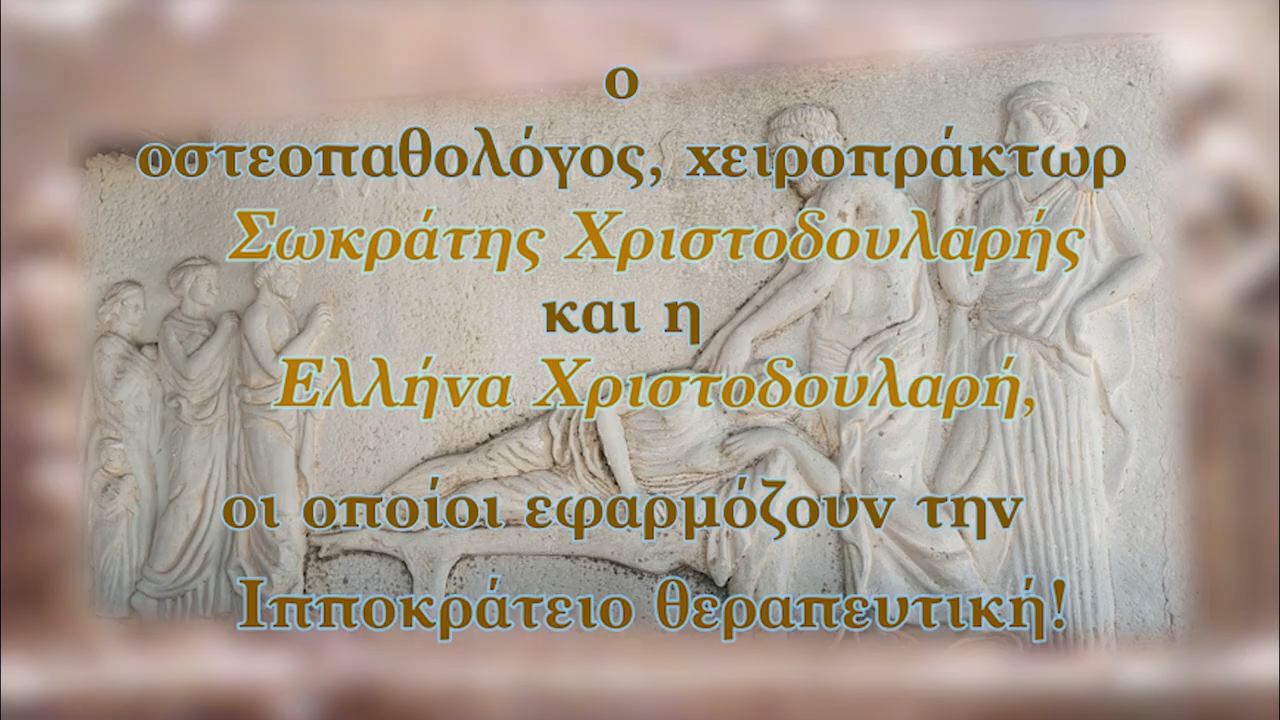 ο
οστεοπαθολόγος, χειροπράκτωρ
Σωκράτης Χριστοδουλαρής
και η
Ελλήνα Χριστοδουλαρή,
οι οποίοι εφαρμόζουν την
Ιπποκράτειο θεραπευτική!